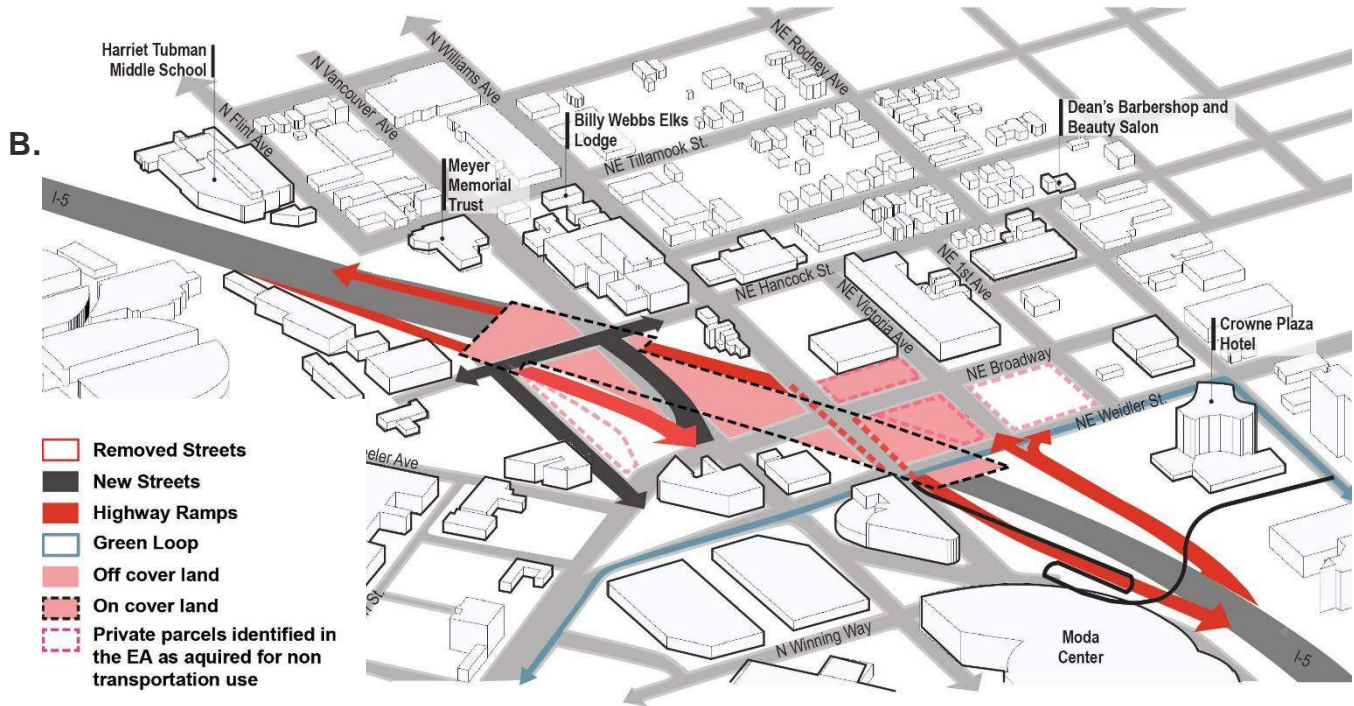 Harriet Tubman
Middle School
N Flint Ave
N Vancouver Ave
N Williams Ave
NE Rodney Ave
Billy Webbs Elks
Lodge
NE Tillamook St.
Dean's Barbershop and
Beauty Salon
B.
Meyer
Memorial
Trust
I-5
NE Hancock St.
NE Victoria Ave
NE 1st Ave
Crowne Plaza
Hotel
NE Broadway
NE Weidler St.
eeler Ave
Removed Streets
New Streets
Highway Ramps
Green Loop
Off cover land
On cover land
Private parcels identified in
the EA as aquired for non
transportation use
St.
N Winning Way
Moda
Center
I-5